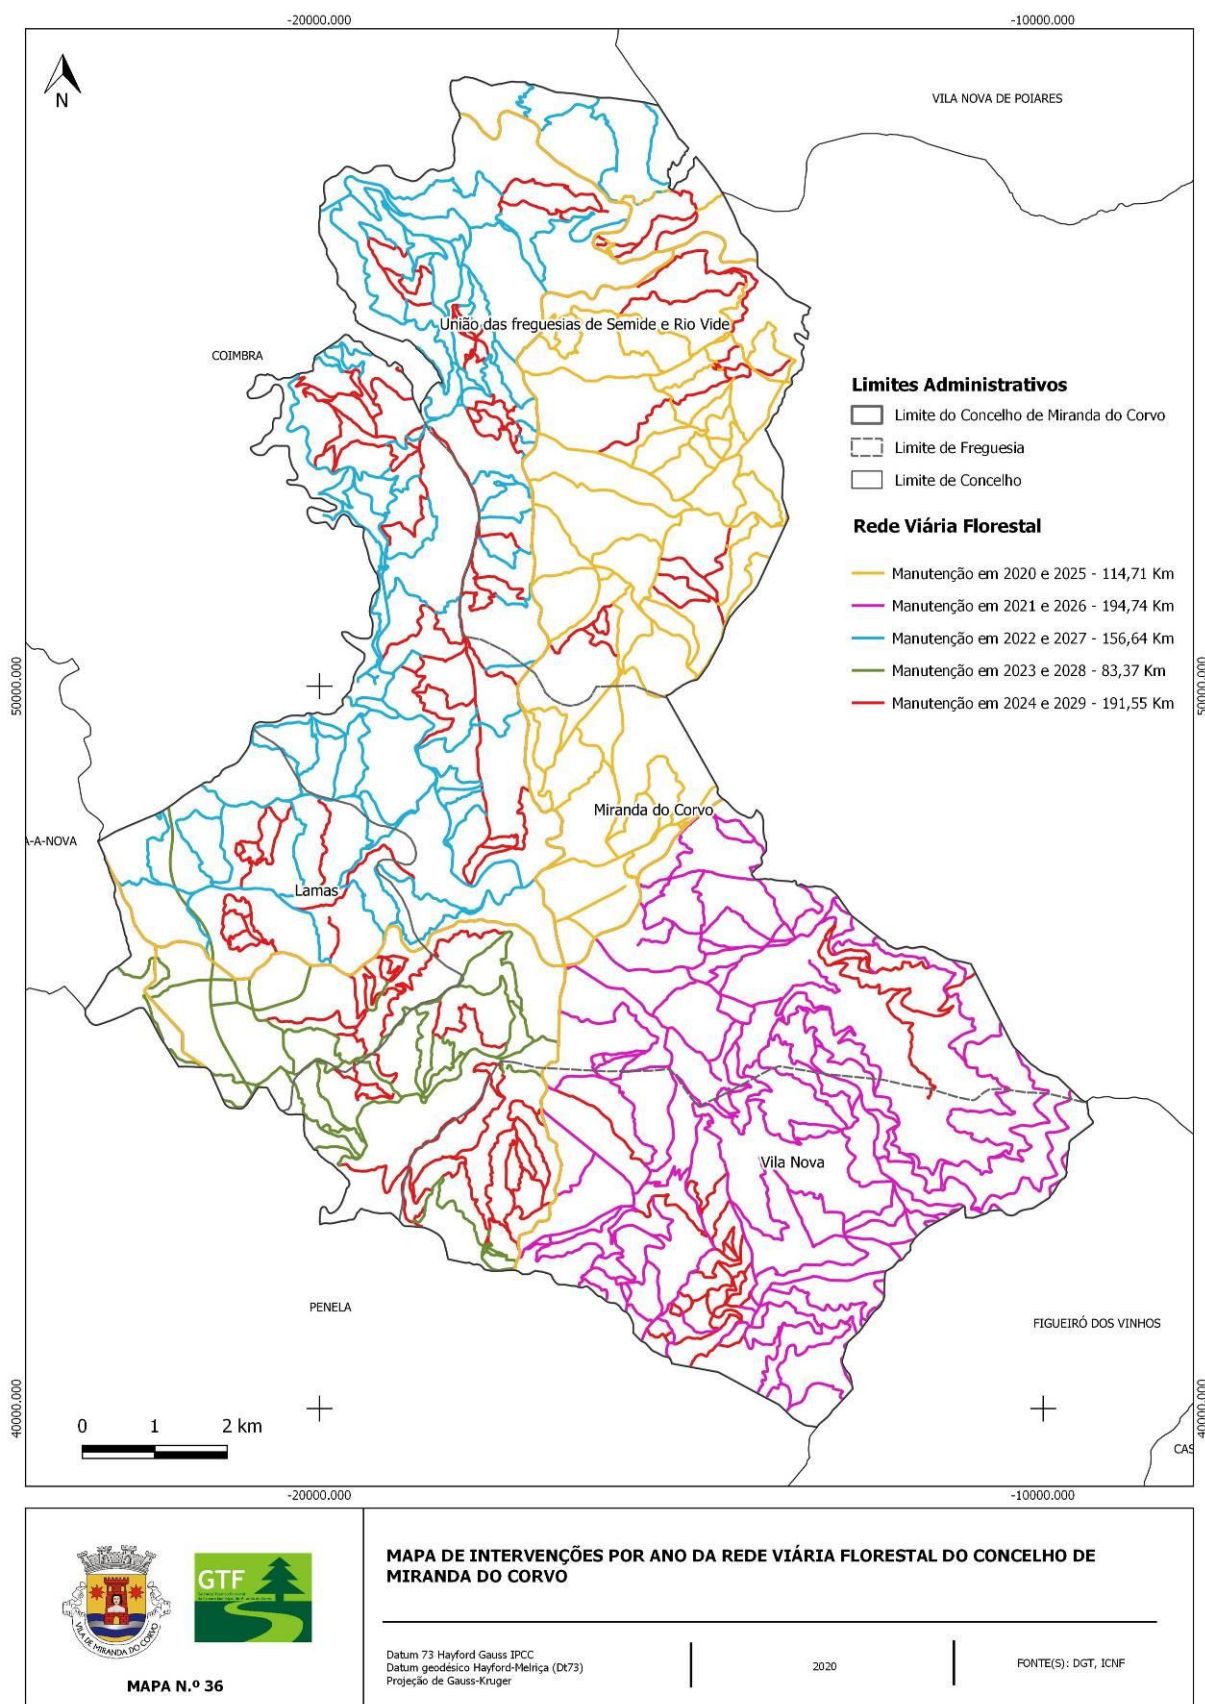 -20000.000
-10000.000
N
VILA NOVA DE POIARES
União das freguesias de Semide e Rio Vide
COIMBRA
Limites Administrativos
Limite do Concelho de Miranda do Corvo
Limite de Freguesia
Limite de Concelho
Rede Viária Florestal
Manutenção em 2020 e 2025 - 114,71 Km
Manutenção em 2021 e 2026 - 194,74 Km
Manutenção em 2022 e 2027 - 156,64 Km
Manutenção em 2023 e 2028 - 83,37 Km
Manutenção em 2024 e 2029 - 191,55 Km
50000.000
50000.000
Miranda do Corvo
A-A-NOVA
Lamas
Vila Nova
PENELA
FIGUEIRÓ DOS VINHOS
40000.000
40000.000
0 1 2 km
CAS
-20000.000
-10000.000
GTF
VILA DE MIRANDA DO CORVO
MAPA N.º 36
MAPA DE INTERVENÇÕES POR ANO DA REDE VIÁRIA FLORESTAL DO CONCELHO DE
MIRANDA DO CORVO
Datum 73 Hayford Gauss IPCC
Datum geodésico Hayford-Melriça (Dt73)
Projeção de Gauss-Kruger
2020
FONTE(S): DGT, ICNF